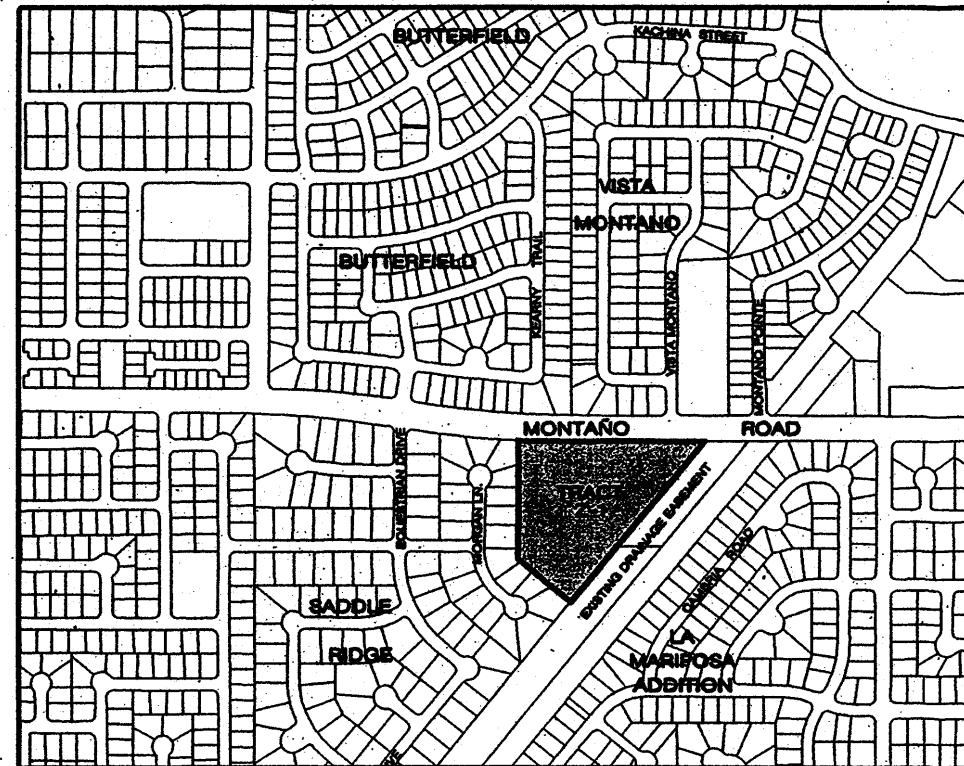 BUTTERFIELD
KACHINA STREET
VISTA
MONTANO
BUTTERFIELD
KEARNY TRAIL
VISTA MONTANO
MONTANO POINTE
MONTAÑO ROAD
EQUESTRIAN DRIVE
MORGAN LN.
TRACT
EXISTING DRAINAGE EASEMENT
CAMBRIA ROAD
SADDLE
RIDGE
LA
MARIPOSA
ADDITION